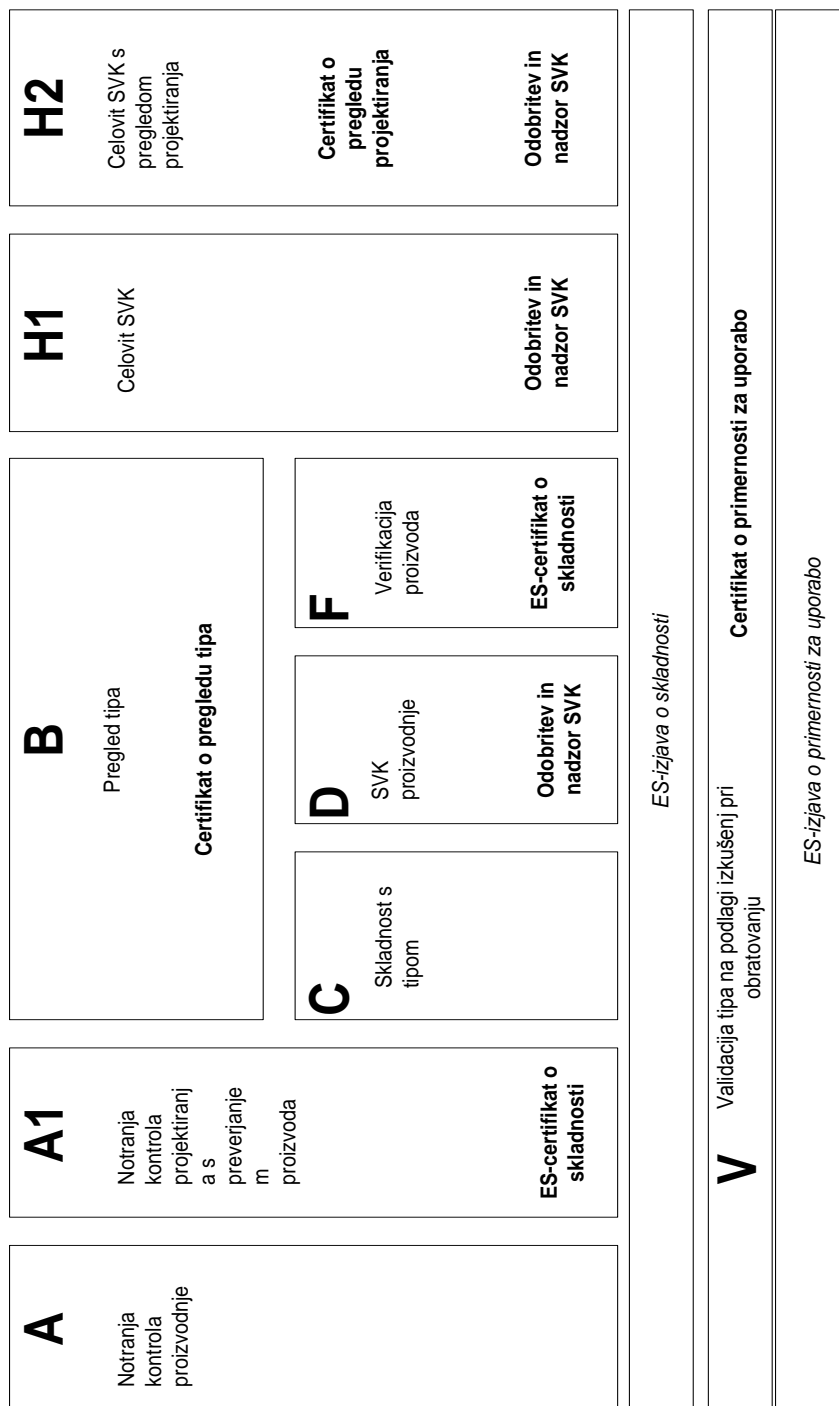 A
Notranja
kontrola
proizvodnje
A1
Notranja
kontrola
projektiranj
a s
preverjanje
m
proizvoda
ES-certifikat o
skladnosti
B
Pregled tipa
Certifikat o pregledu tipa
C
Skladnost s
tipom
D
SVK
proizvodnje
Odobritev in
nadzor SVK
F
Verifikacija
proizvoda
ES-certifikat o
skladnosti
H1
Celovit SVK
Odobritev in
nadzor SVK
H2
Celovit SVK s
pregledom
projektiranja
Certifikat o
pregledu
projektiranja
Odobritev in
nadzor SVK
ES-izjava o skladnosti
V
Validacija tipa na podlagi izkušenj pri
obratovanju
Certifikat o primernosti za uporabo
ES-izjava o primernosti za uporabo